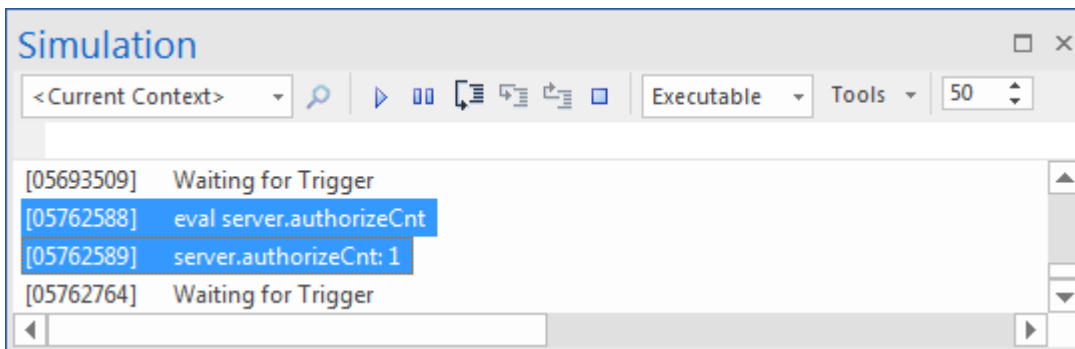 Simulation
<Current Context> Executable Tools 50
[05693509] Waiting for Trigger
[05762588] eval server.authorizeCnt
[05762589] server.authorizeCnt: 1
[05762764] Waiting for Trigger